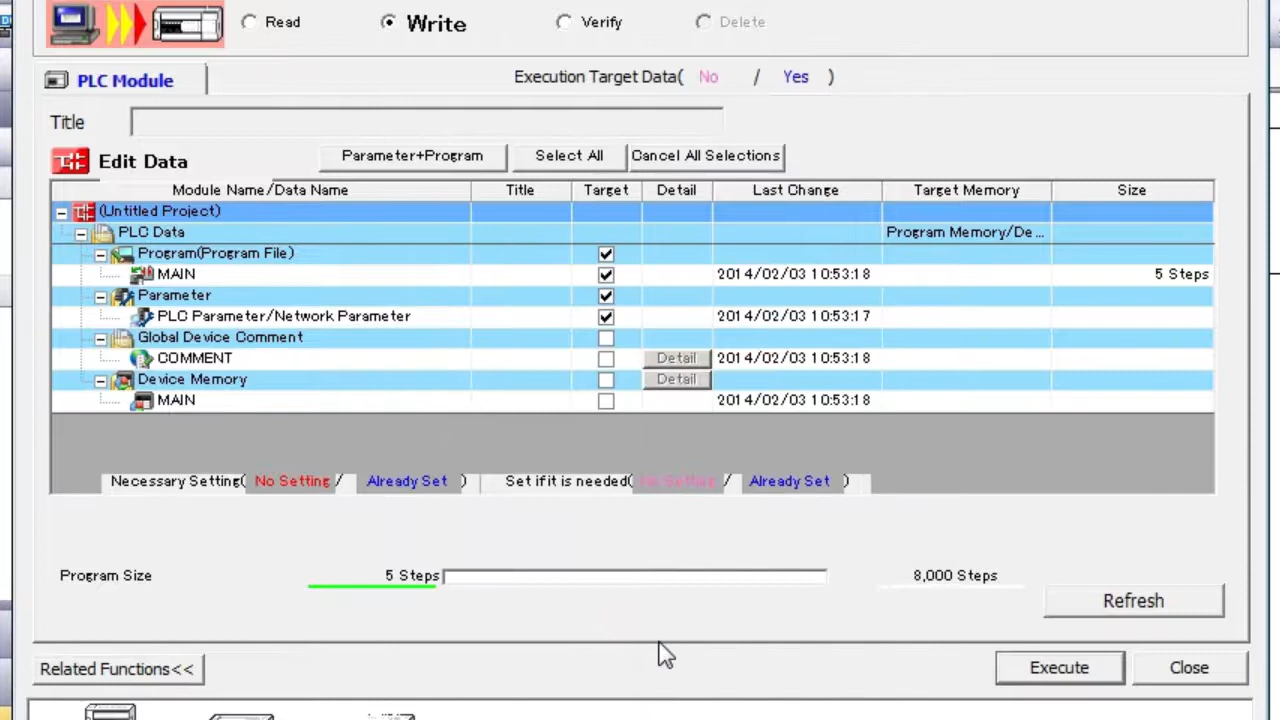 Read Write Verify Delete
PLC Module Execution Target Data( No / Yes )
Title
Edit Data Parameter+Program Select All Cancel All Selections
Module Name/Data Name Title Target Detail Last Change Target Memory Size
(Untitled Project)
PLC Data Program Memory/De...
Program(Program File)
MAIN 2014/02/03 10:53:18 5 Steps
Parameter
PLC Parameter/Network Parameter 2014/02/03 10:53:17
Global Device Comment
COMMENT Detail 2014/02/03 10:53:18
Device Memory Detail
MAIN 2014/02/03 10:53:18
Necessary Setting( No Setting / Already Set ) Set if it is needed( No Setting / Already Set )
Program Size 5 Steps 8,000 Steps
Refresh
Related Functions<< Execute Close